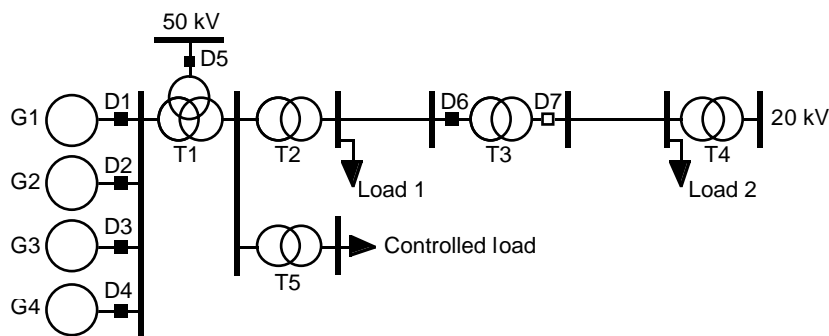 50 kV
D5
G1
D1
T1
T2
D6
T3
D7
T4
20 kV
G2
D2
Load 1
Load 2
G3
D3
T5
Controlled load
G4
D4